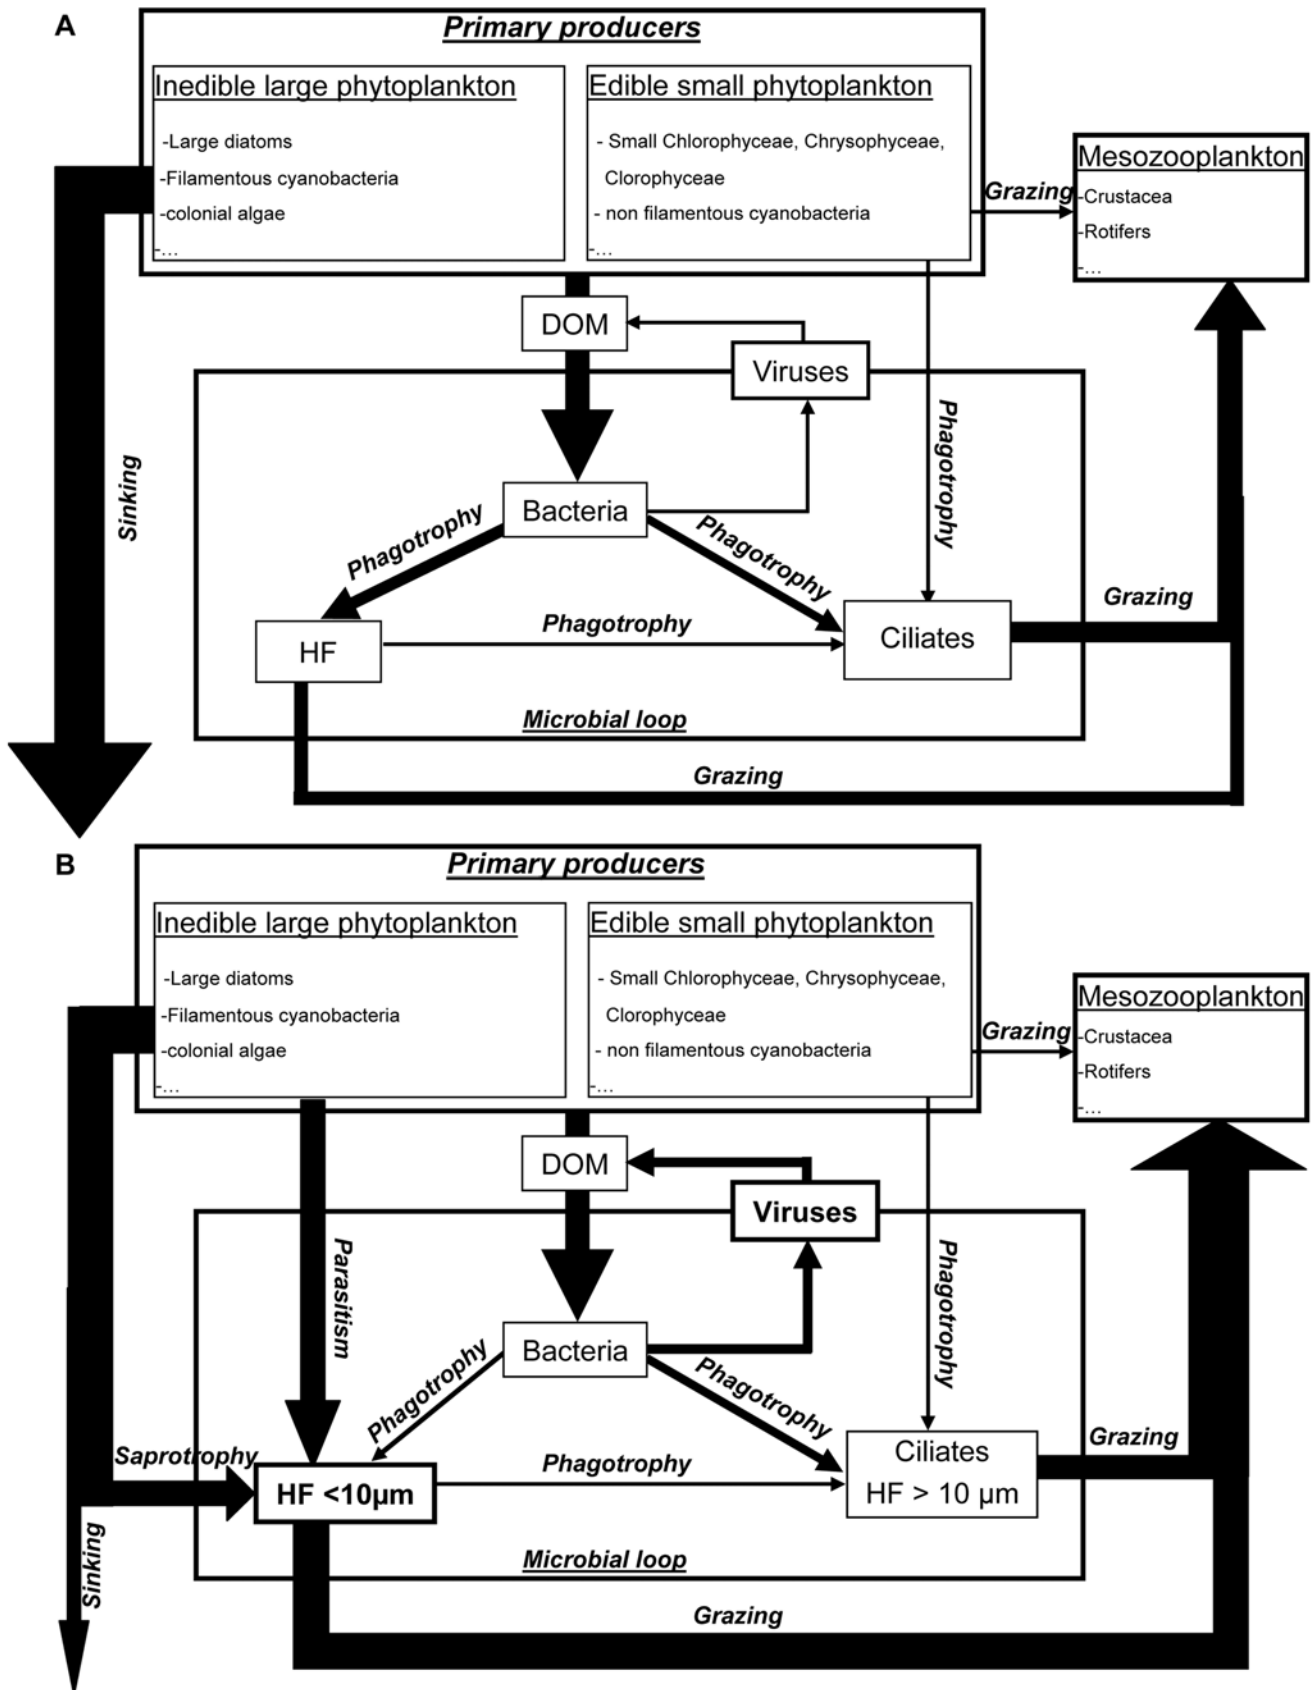 A
Primary producers
Inedible large phytoplankton
-Large diatoms
-Filamentous cyanobacteria
-colonial algae
-...
Edible small phytoplankton
- Small Chlorophyceae, Chrysophyceae,
Clorophyceae
- non filamentous cyanobacteria
-...
Grazing
Mesozooplankton
-Crustacea
-Rotifers
-...
DOM
Viruses
Sinking
Phagotrophy
Bacteria
Phagotrophy
Phagotrophy
HF
Phagotrophy
Ciliates
Grazing
Microbial loop
Grazing
B
Primary producers
Inedible large phytoplankton
-Large diatoms
-Filamentous cyanobacteria
-colonial algae
-...
Edible small phytoplankton
- Small Chlorophyceae, Chrysophyceae,
Clorophyceae
- non filamentous cyanobacteria
-...
Grazing
Mesozooplankton
-Crustacea
-Rotifers
-...
DOM
Viruses
Parasitism
Phagotrophy
Bacteria
Phagotrophy
Phagotrophy
Saprotrophy
HF <10µm
Phagotrophy
Ciliates
HF > 10 µm
Grazing
Sinking
Microbial loop
Grazing